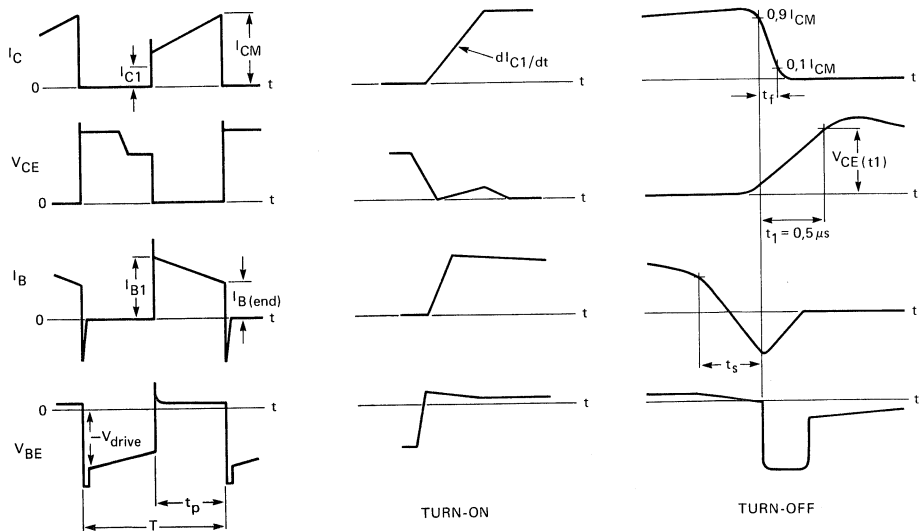 I_C
0
I_C1
I_CM
t
dI_C1/dt
t
0,9 I_CM
0,1 I_CM
t_f
t
V_CE
0
t
t
V_CE(t1)
t
t_1 = 0,5 μs
I_B
0
I_B1
I_B(end)
t
t
t_s
t
V_BE
0
−V_drive
t
t
t
t_p
T
TURN-ON
TURN-OFF